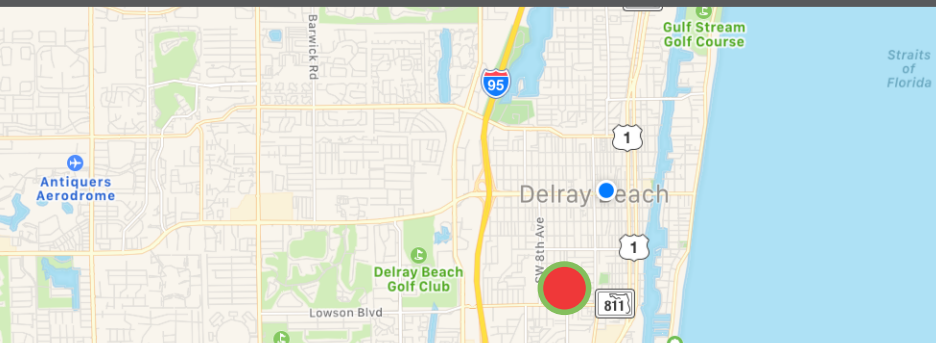 Barwick Rd
Gulf Stream
Golf Course
Straits
of
Florida
95
1
Antiquers
Aerodrome
Delray Beach
SW 8th Ave
1
Delray Beach
Golf Club
811
Lowson Blvd